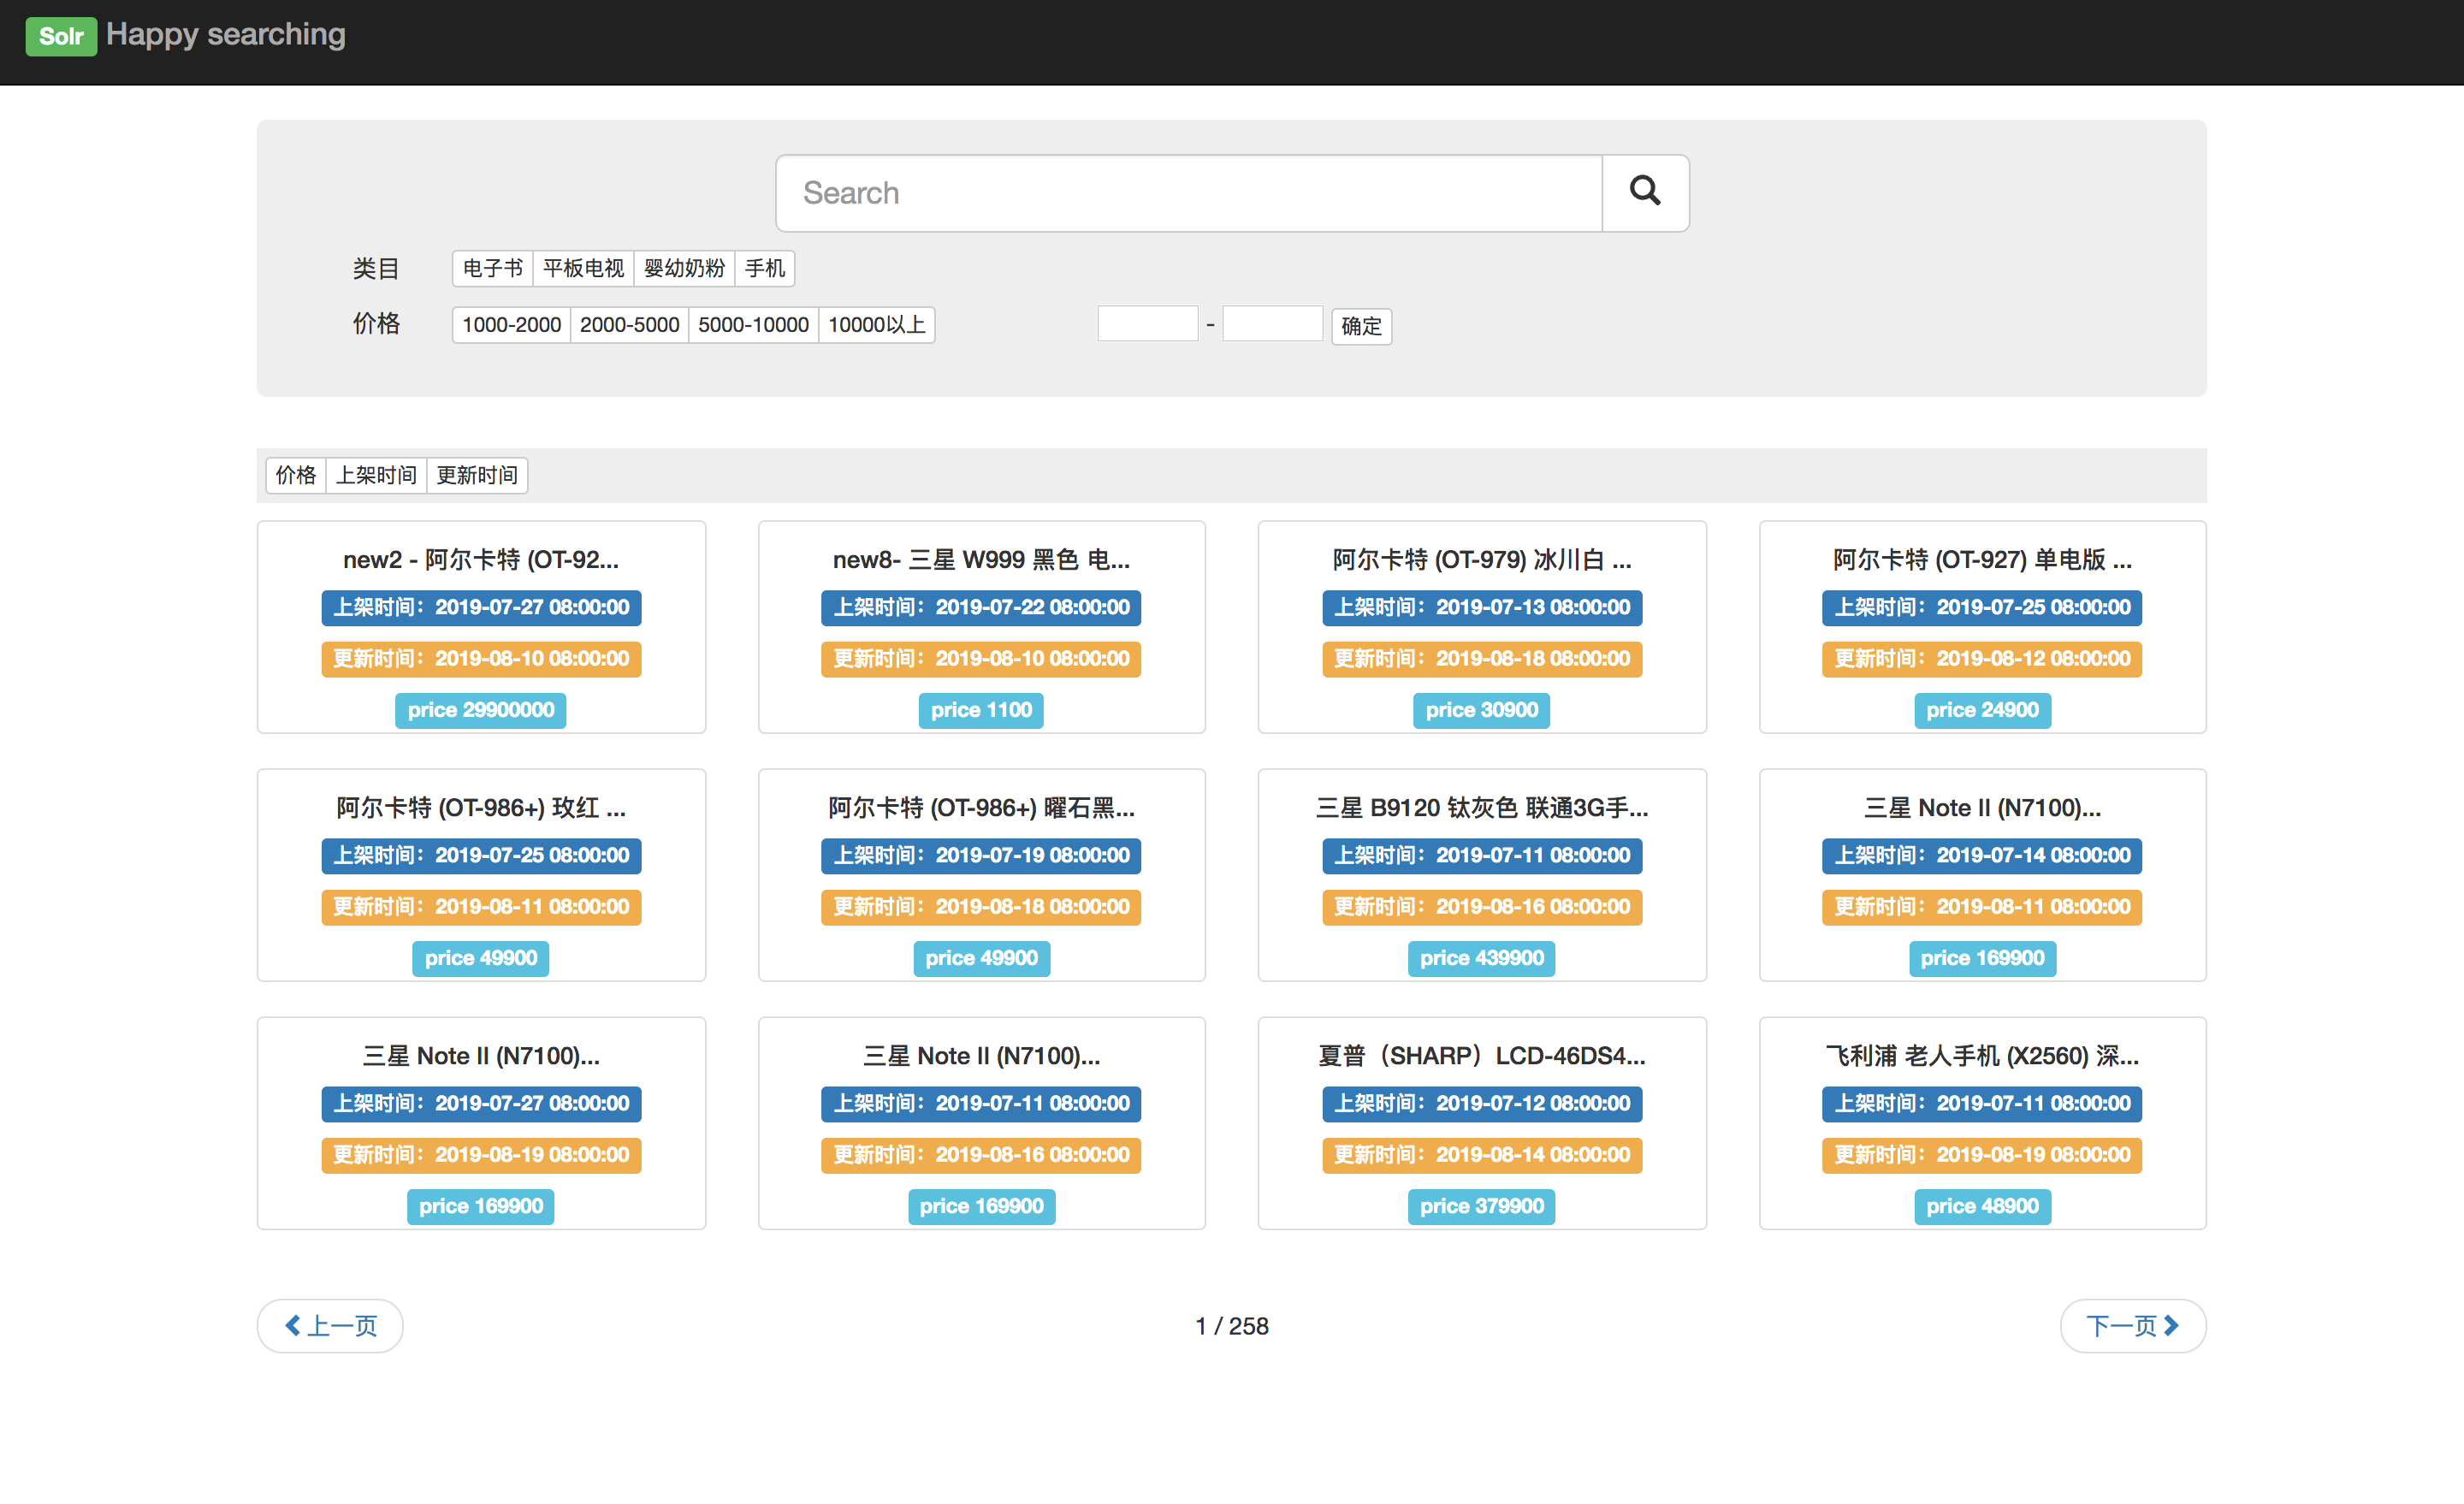 Solr Happy searching
Search
类目 电子书 平板电视 婴幼奶粉 手机
价格 1000-2000 2000-5000 5000-10000 10000以上 - 确定
价格 上架时间 更新时间
new2 - 阿尔卡特 (OT-92...
上架时间：2019-07-27 08:00:00
更新时间：2019-08-10 08:00:00
price 29900000
new8- 三星 W999 黑色 电...
上架时间：2019-07-22 08:00:00
更新时间：2019-08-10 08:00:00
price 1100
阿尔卡特 (OT-979) 冰川白 ...
上架时间：2019-07-13 08:00:00
更新时间：2019-08-18 08:00:00
price 30900
阿尔卡特 (OT-927) 单电版 ...
上架时间：2019-07-25 08:00:00
更新时间：2019-08-12 08:00:00
price 24900
阿尔卡特 (OT-986+) 玫红 ...
上架时间：2019-07-25 08:00:00
更新时间：2019-08-11 08:00:00
price 49900
阿尔卡特 (OT-986+) 曜石黑...
上架时间：2019-07-19 08:00:00
更新时间：2019-08-18 08:00:00
price 49900
三星 B9120 钛灰色 联通3G手...
上架时间：2019-07-11 08:00:00
更新时间：2019-08-16 08:00:00
price 439900
三星 Note II (N7100)...
上架时间：2019-07-14 08:00:00
更新时间：2019-08-11 08:00:00
price 169900
三星 Note II (N7100)...
上架时间：2019-07-27 08:00:00
更新时间：2019-08-19 08:00:00
price 169900
三星 Note II (N7100)...
上架时间：2019-07-11 08:00:00
更新时间：2019-08-16 08:00:00
price 169900
夏普（SHARP）LCD-46DS4...
上架时间：2019-07-12 08:00:00
更新时间：2019-08-14 08:00:00
price 379900
飞利浦 老人手机 (X2560) 深...
上架时间：2019-07-11 08:00:00
更新时间：2019-08-19 08:00:00
price 48900
上一页 1 / 258 下一页